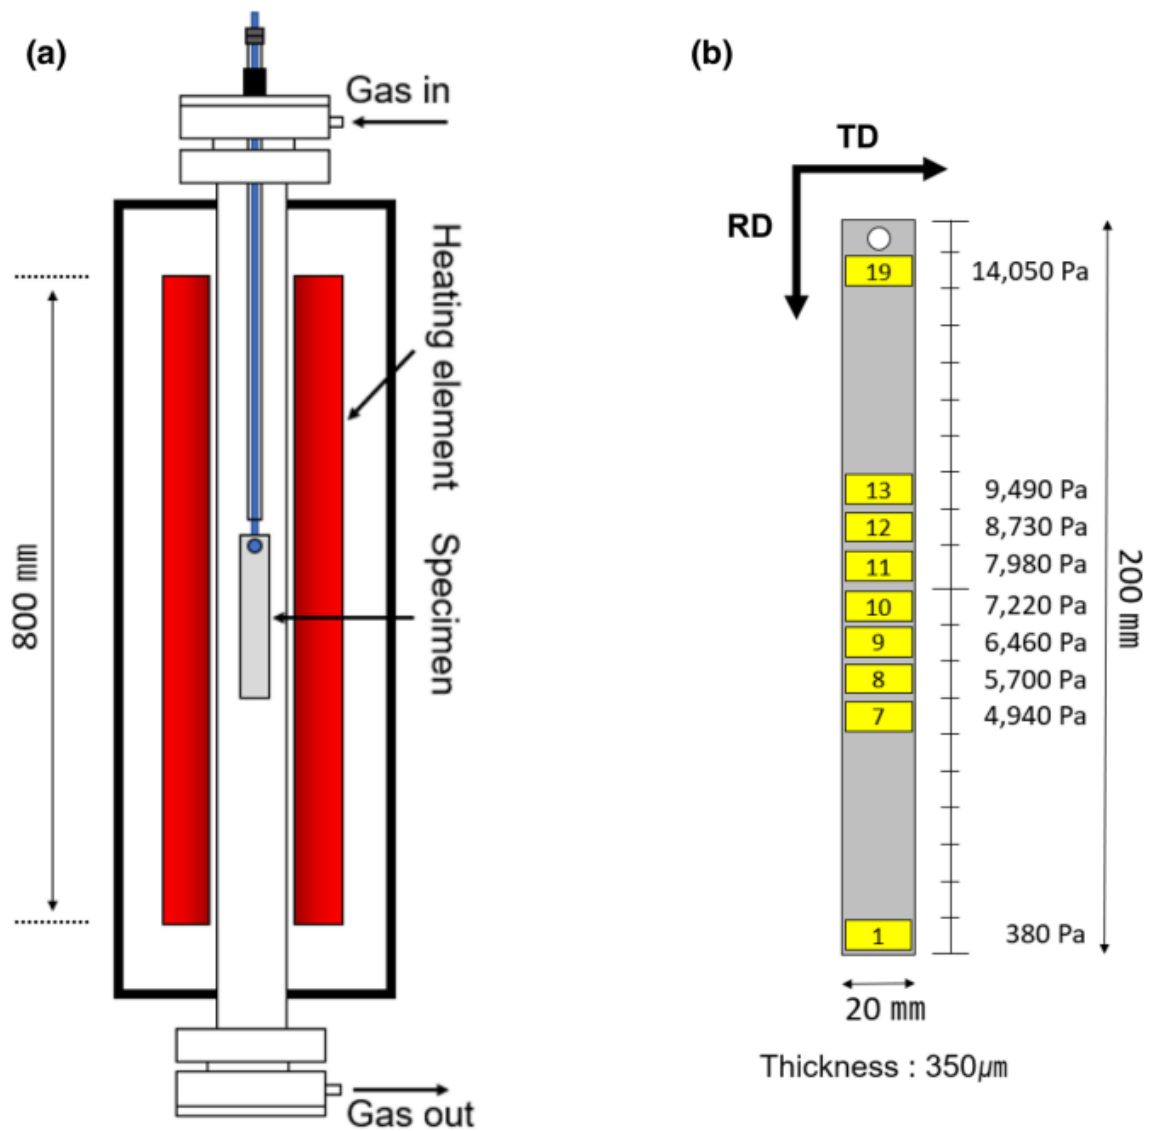 (a)
Gas in
Heating element
Specimen
800 mm
Gas out
(b)
TD
RD
19 14,050 Pa
13 9,490 Pa
12 8,730 Pa
11 7,980 Pa
10 7,220 Pa
9 6,460 Pa
8 5,700 Pa
7 4,940 Pa
1 380 Pa
200 mm
20 mm
Thickness : 350μm